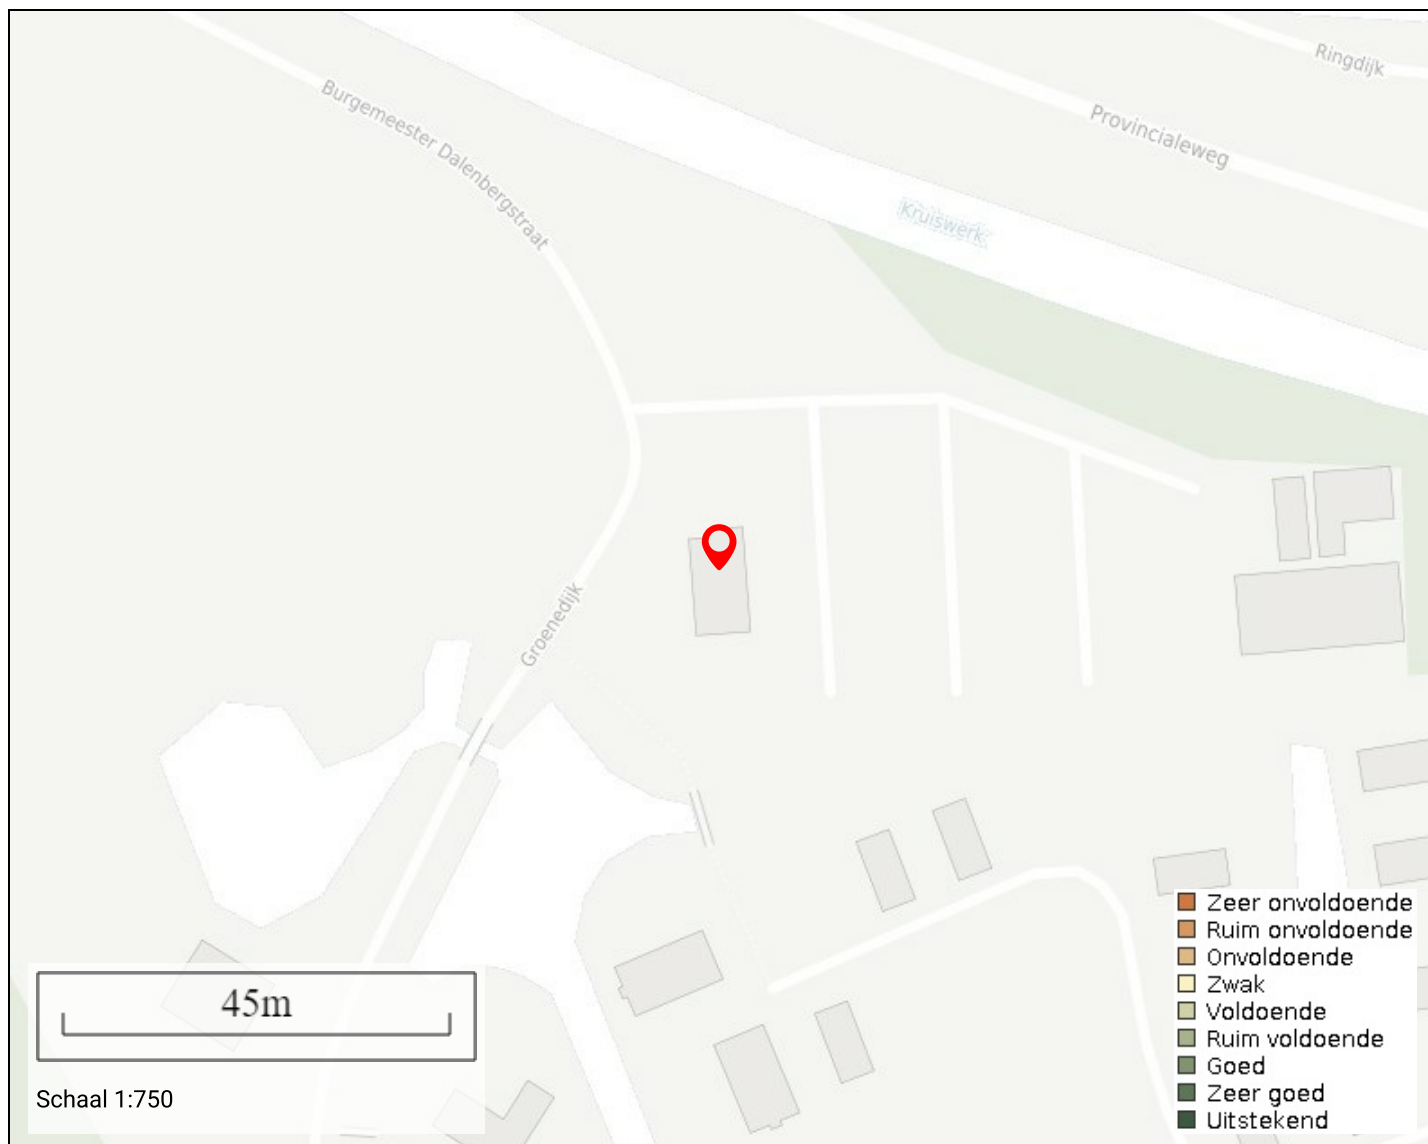 Ringdijk
Burgemeester Dalenbergstraat
Provincialeweg
Kruiswerk
Groenedijk
Zeer onvoldoende
Ruim onvoldoende
Onvoldoende
Zwak
Voldoende
Ruim voldoende
Goed
Zeer goed
Uitstekend
45m
Schaal 1:750